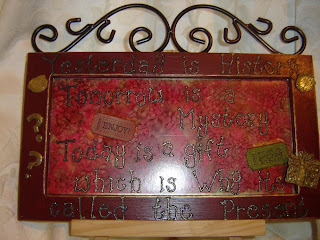 Yesterday is History
Tomorrow is a
Mystery
ENJOY
Today is a gift
which is Why its
called the Present